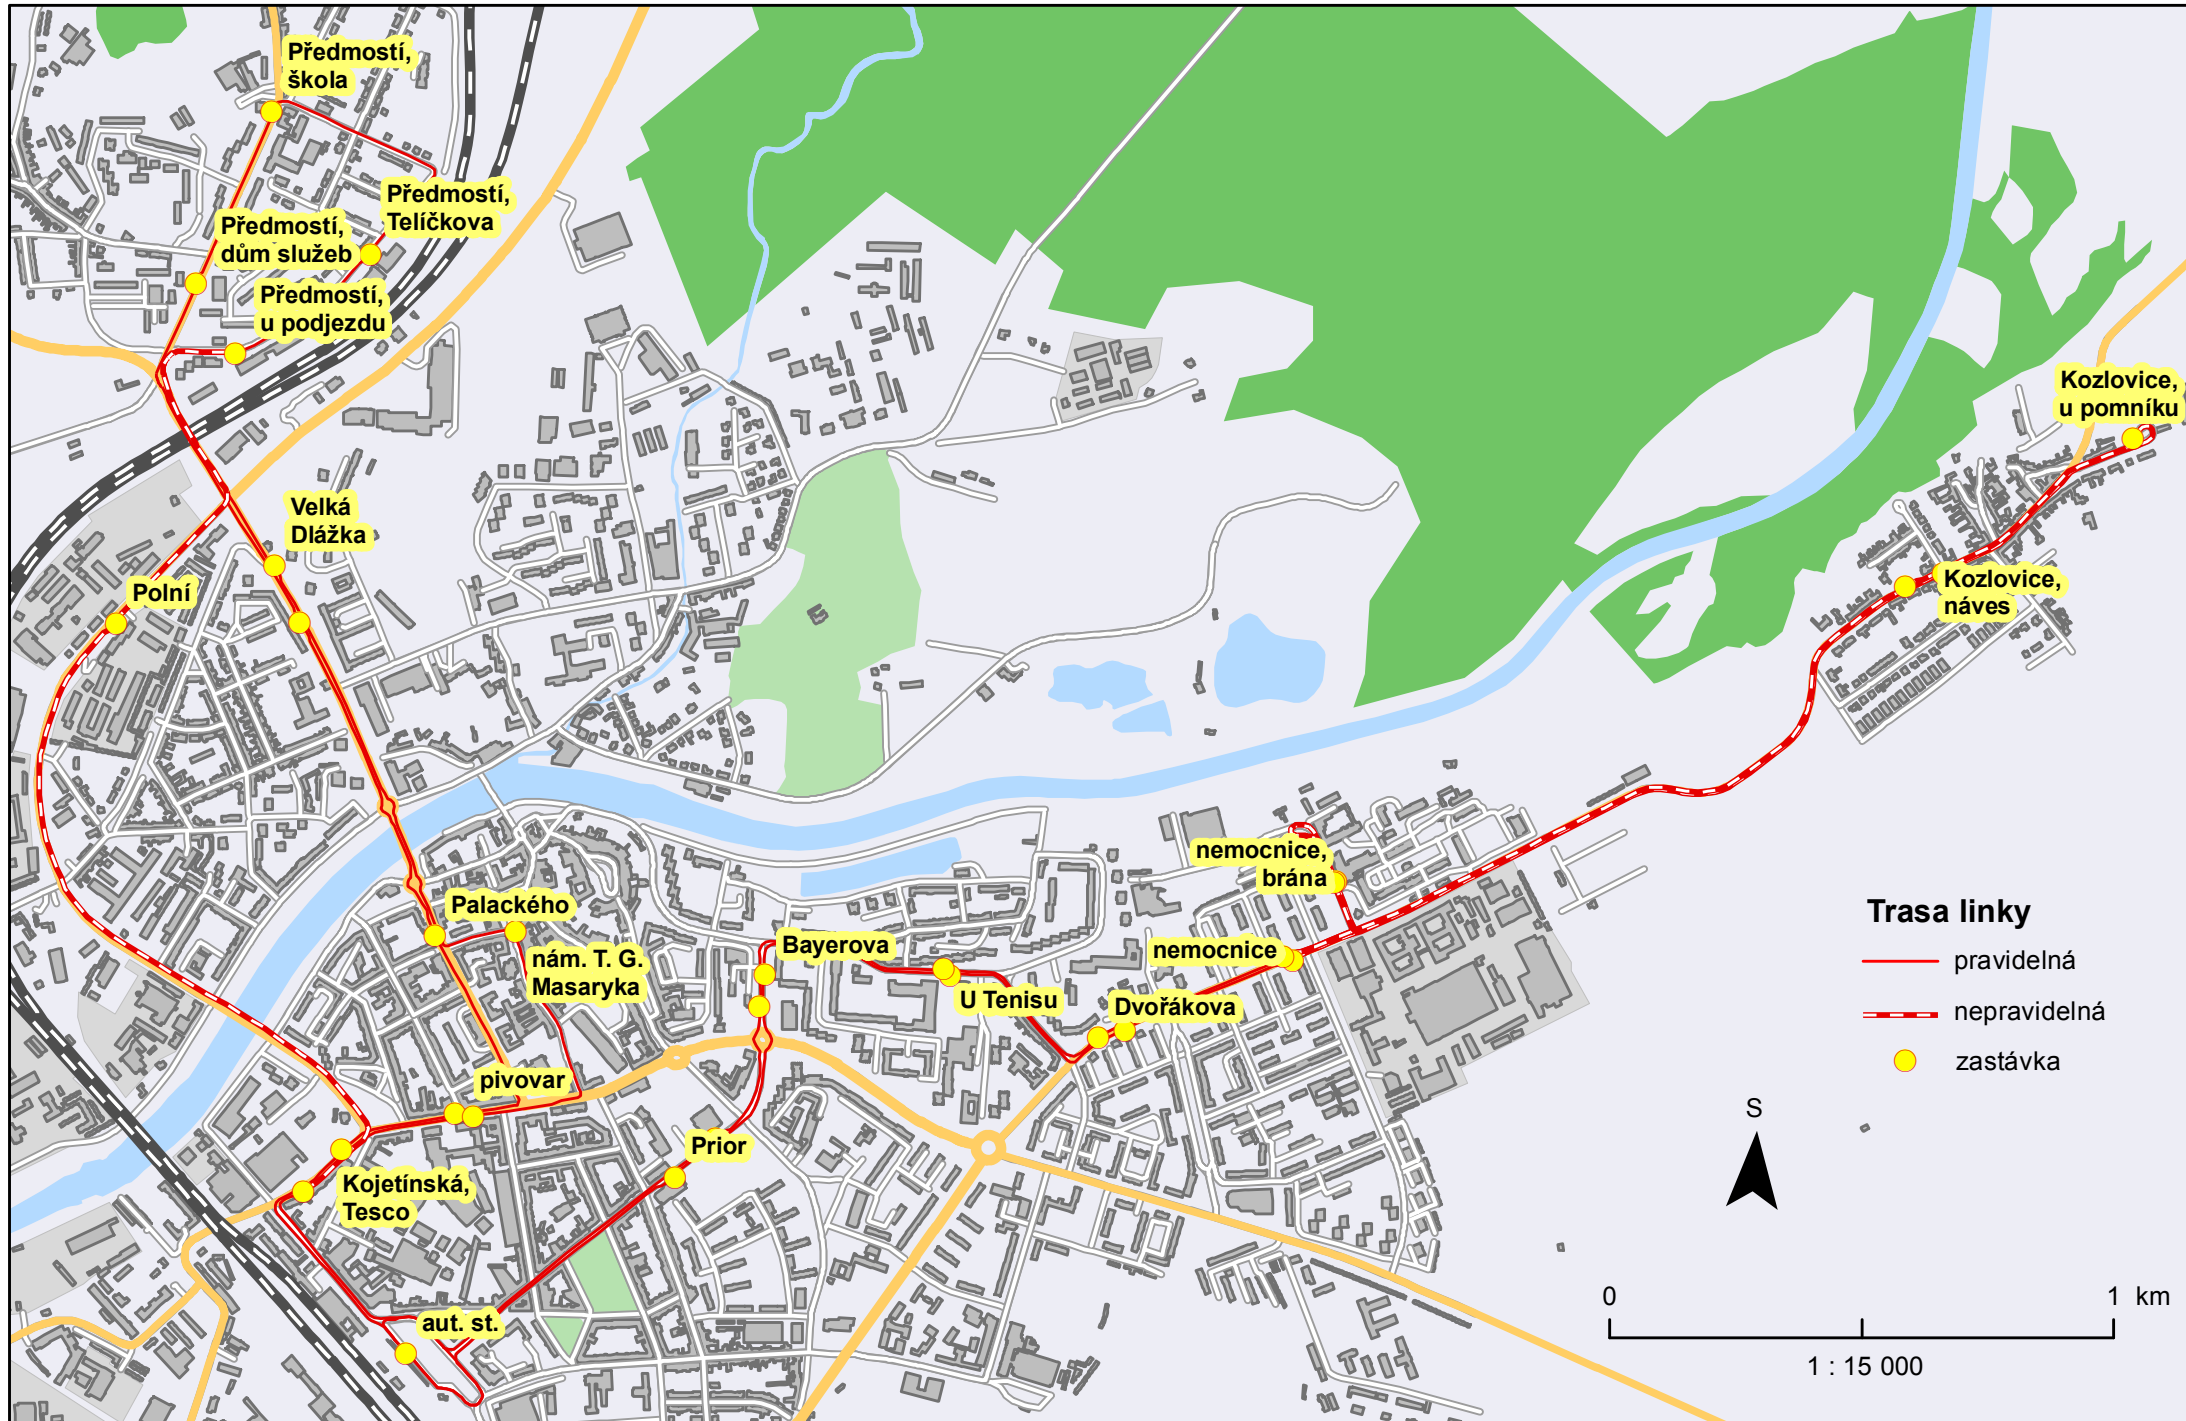 Předmostí,
škola
Předmostí,
Telíčkova
Předmostí,
dům služeb
Předmostí,
u podjezdu
Velká
Dlážka
Polní
Kozlovice,
u pomníku
Kozlovice,
náves
nemocnice,
brána
Palackého
nám. T. G.
Masaryka
Bayerova
nemocnice
U Tenisu
Dvořákova
pivovar
Prior
Kojetínská,
Tesco
aut. st.
Trasa linky
pravidelná
nepravidelná
zastávka
S
0 1 km
1 : 15 000